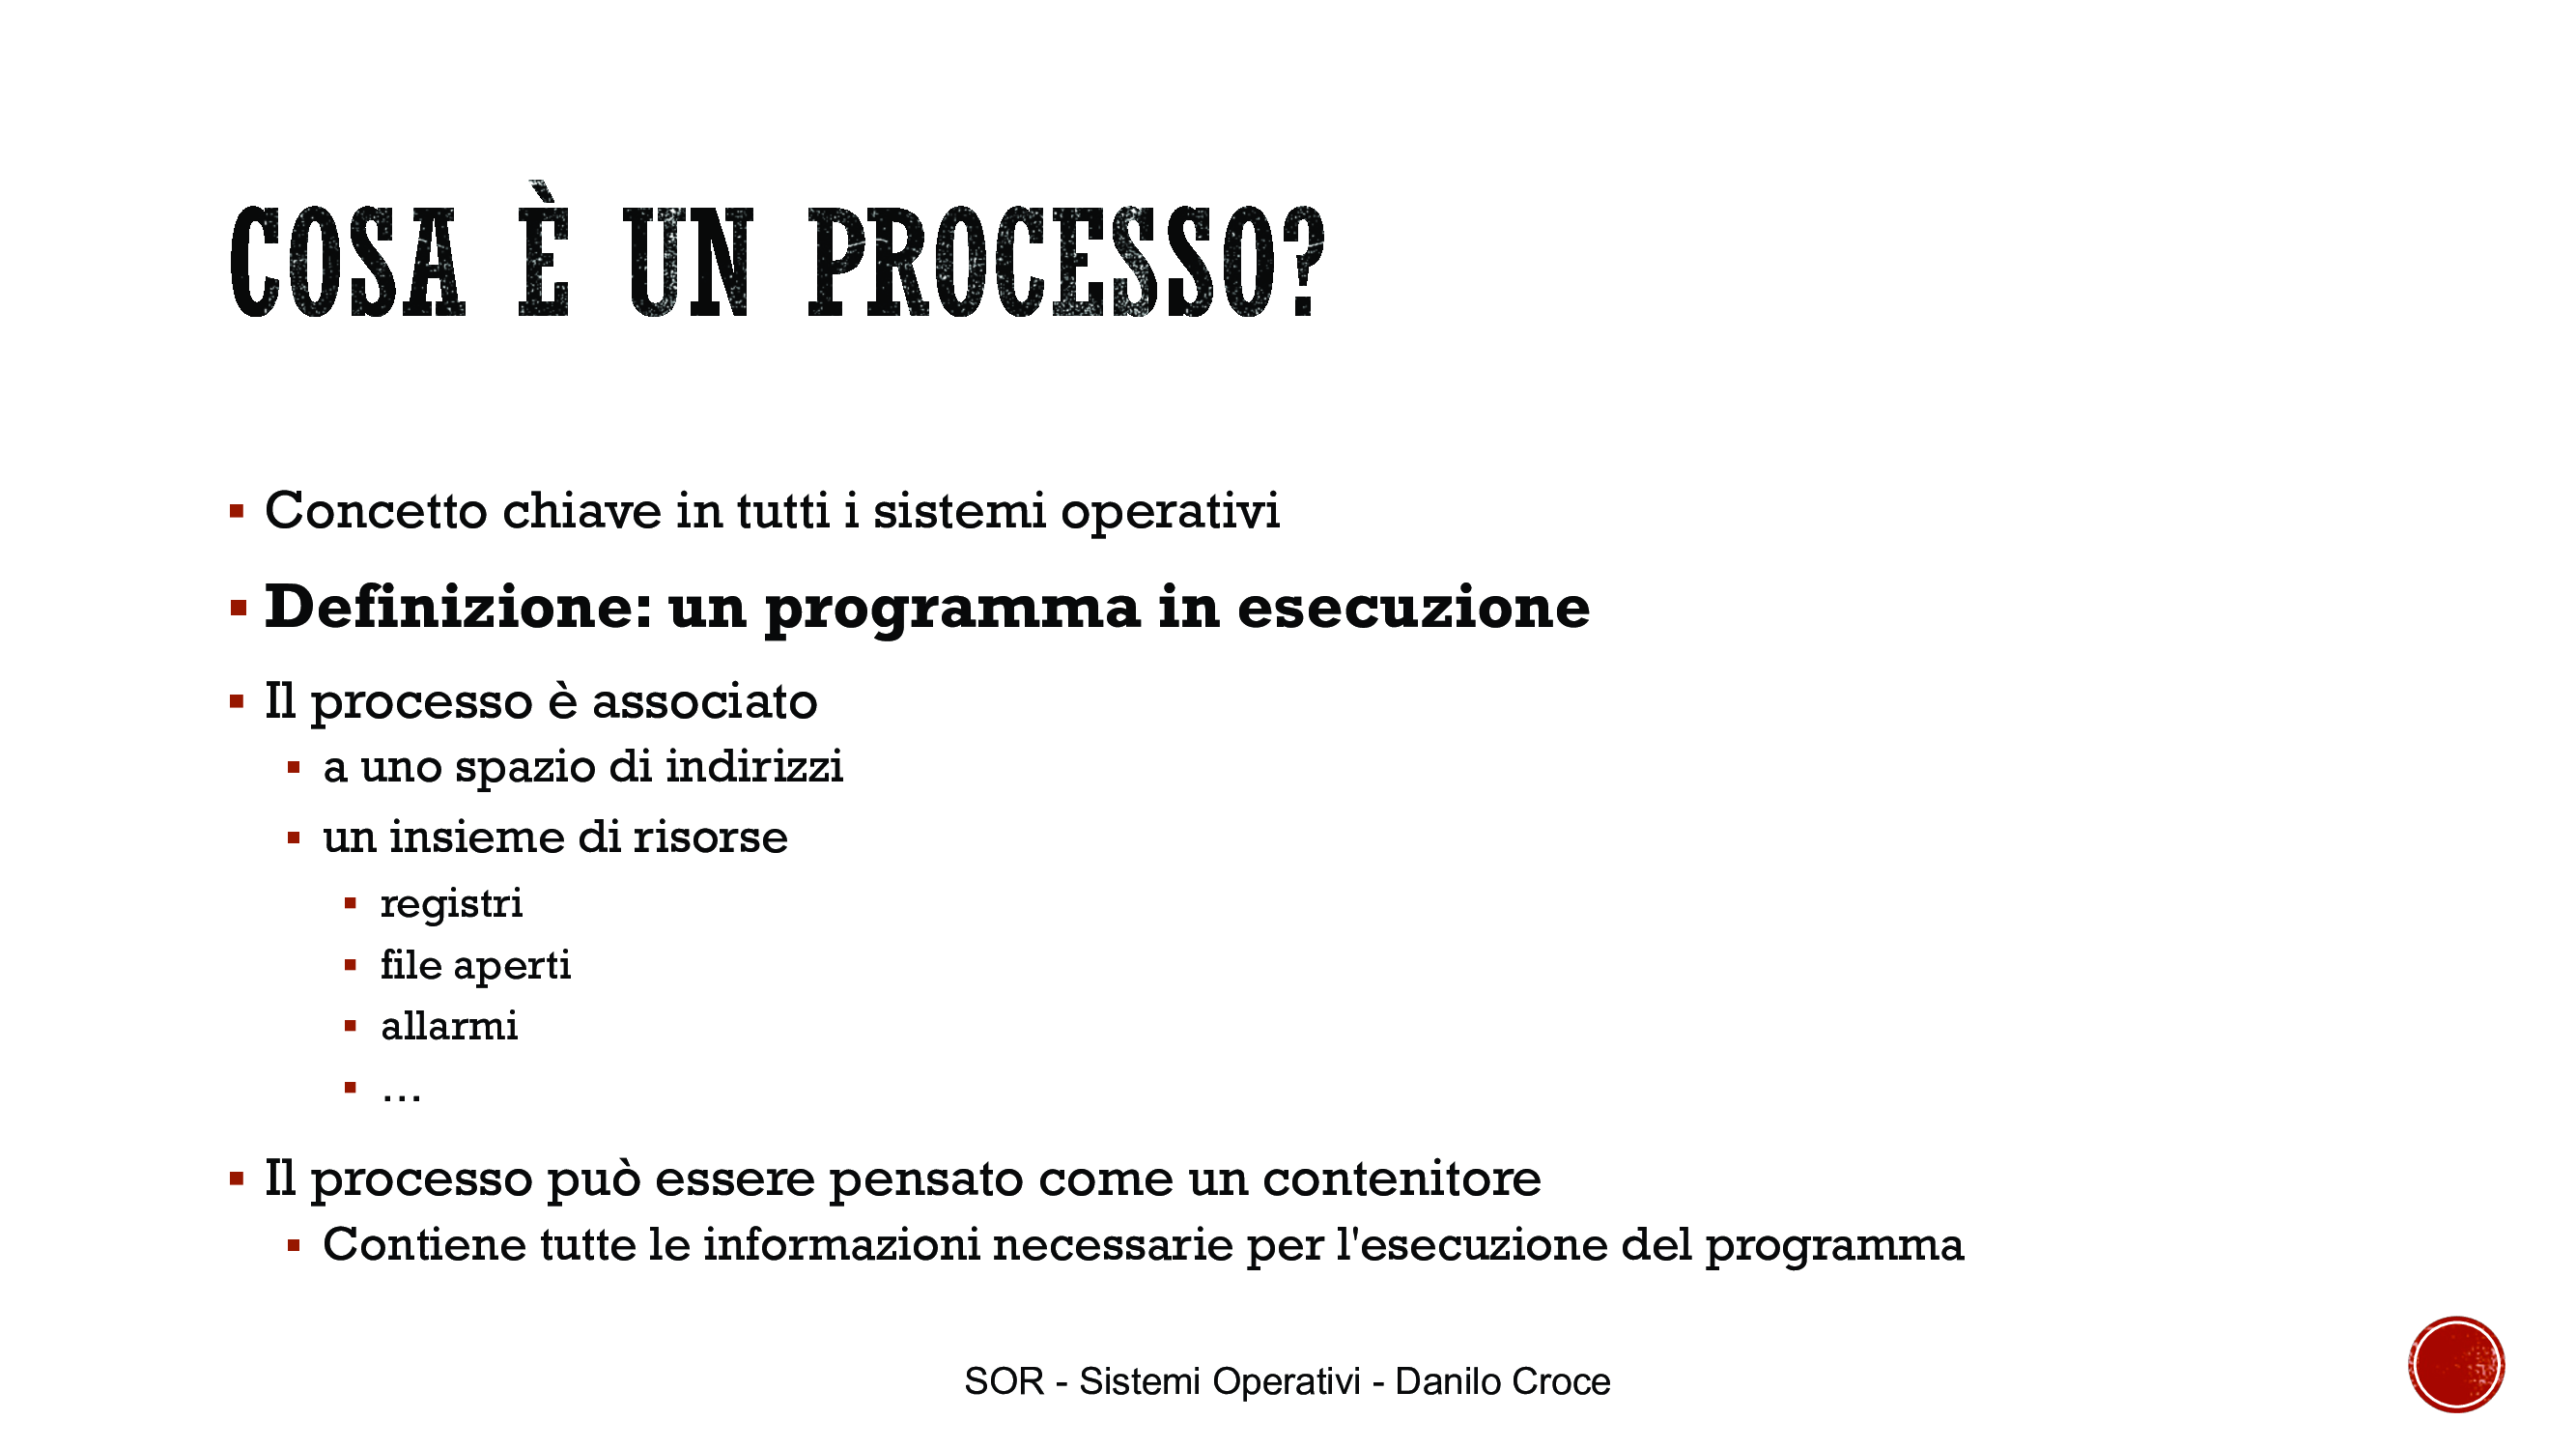 COSA È UN PROCESSO?
▪ Concetto chiave in tutti i sistemi operativi
▪ Definizione: un programma in esecuzione
▪ Il processo è associato
▪ a uno spazio di indirizzi
▪ un insieme di risorse
▪ registri
▪ file aperti
▪ allarmi
▪ …
▪ Il processo può essere pensato come un contenitore
▪ Contiene tutte le informazioni necessarie per l'esecuzione del programma
SOR - Sistemi Operativi - Danilo Croce